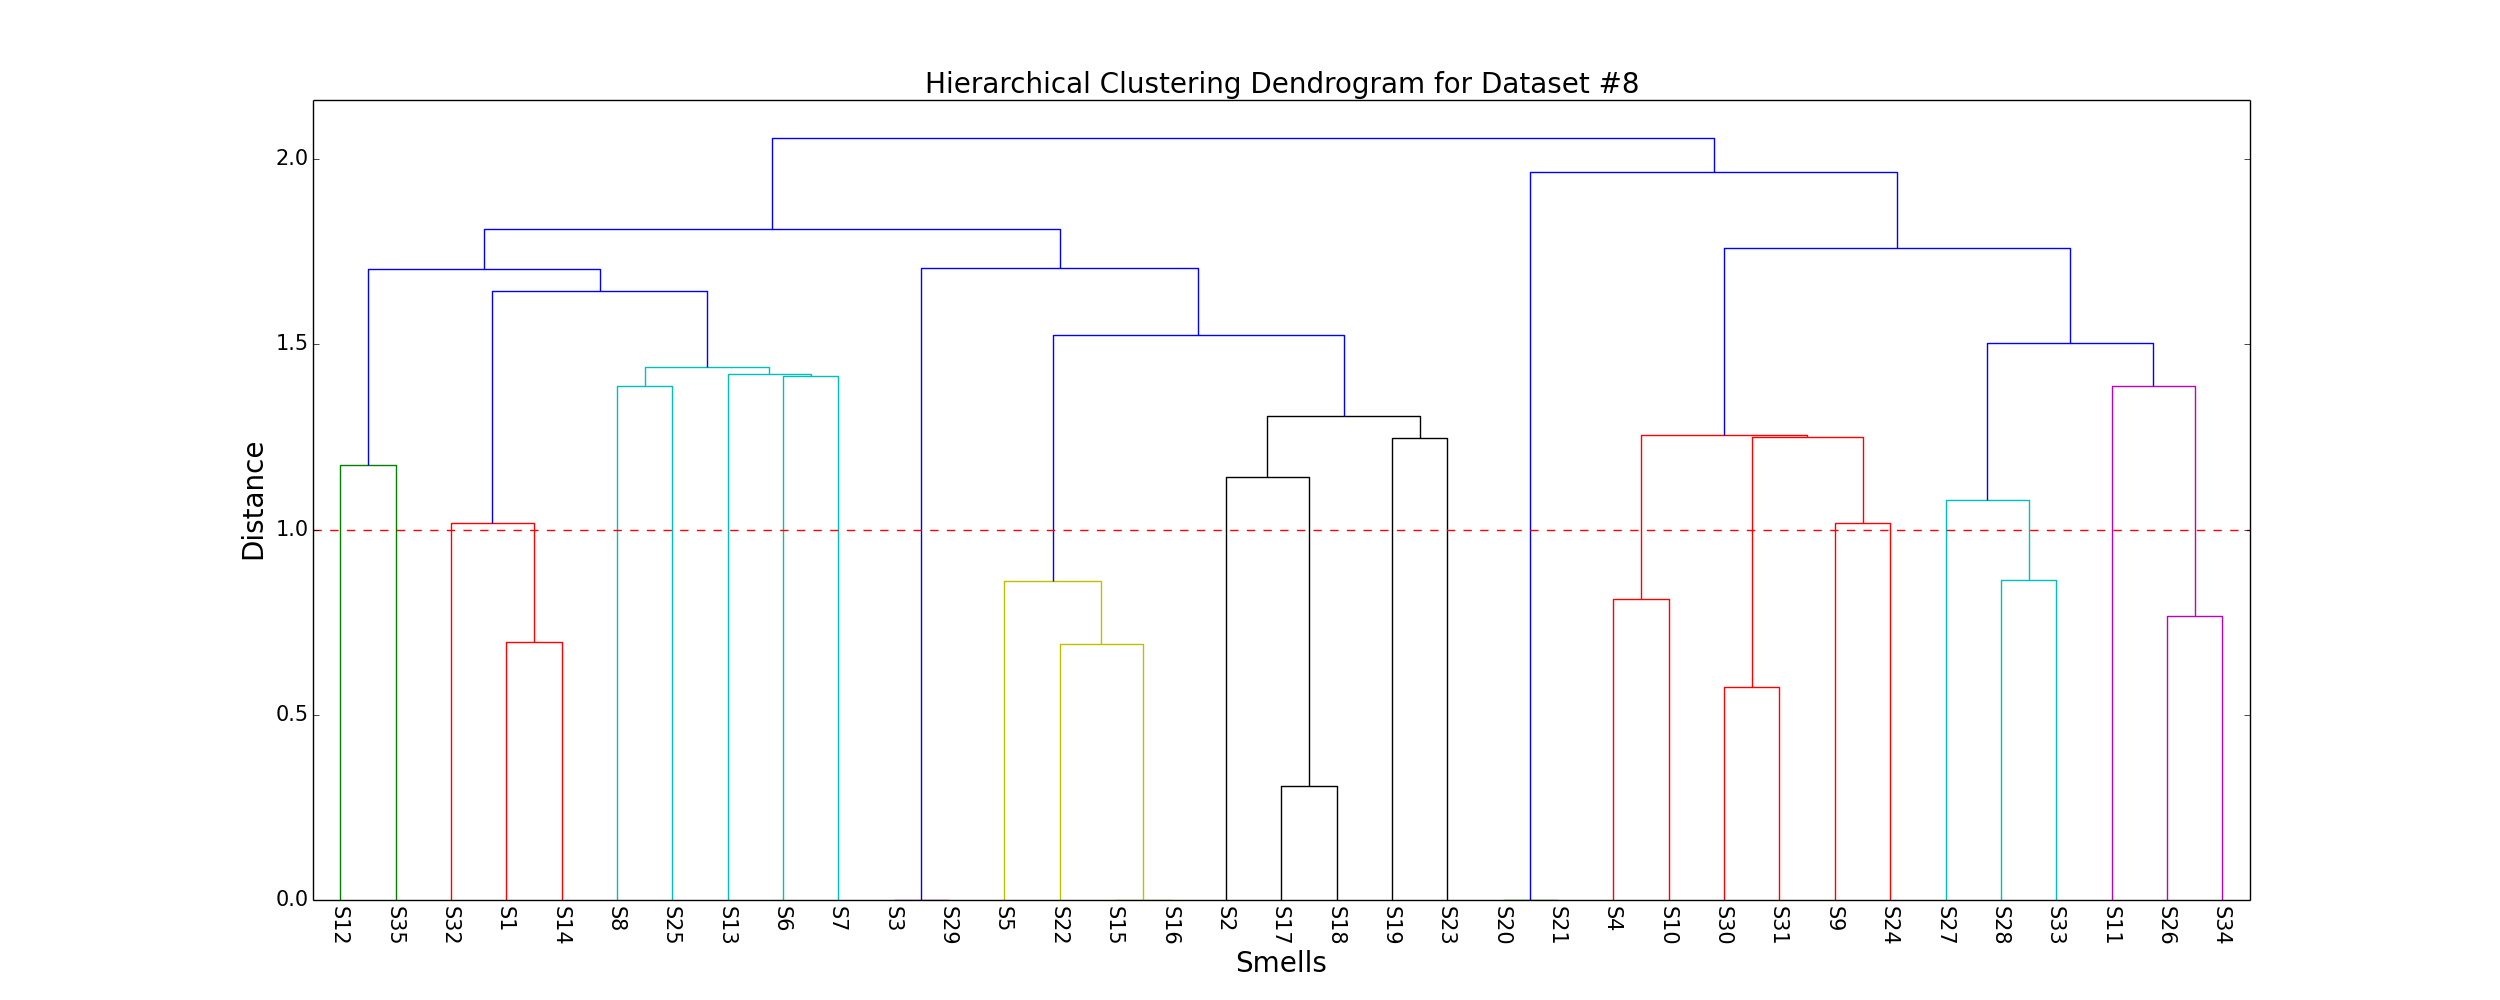 Hierarchical Clustering Dendrogram for Dataset #8
2.0
1.5
1.0
0.5
0.0
Distance
S12 S35 S32 S1 S14 S8 S25 S13 S6 S7 S3 S29 S5 S22 S15 S16 S2 S17 S18 S19 S23 S20 S21 S4 S10 S30 S31 S9 S24 S27 S28 S33 S11 S26 S34
Smells